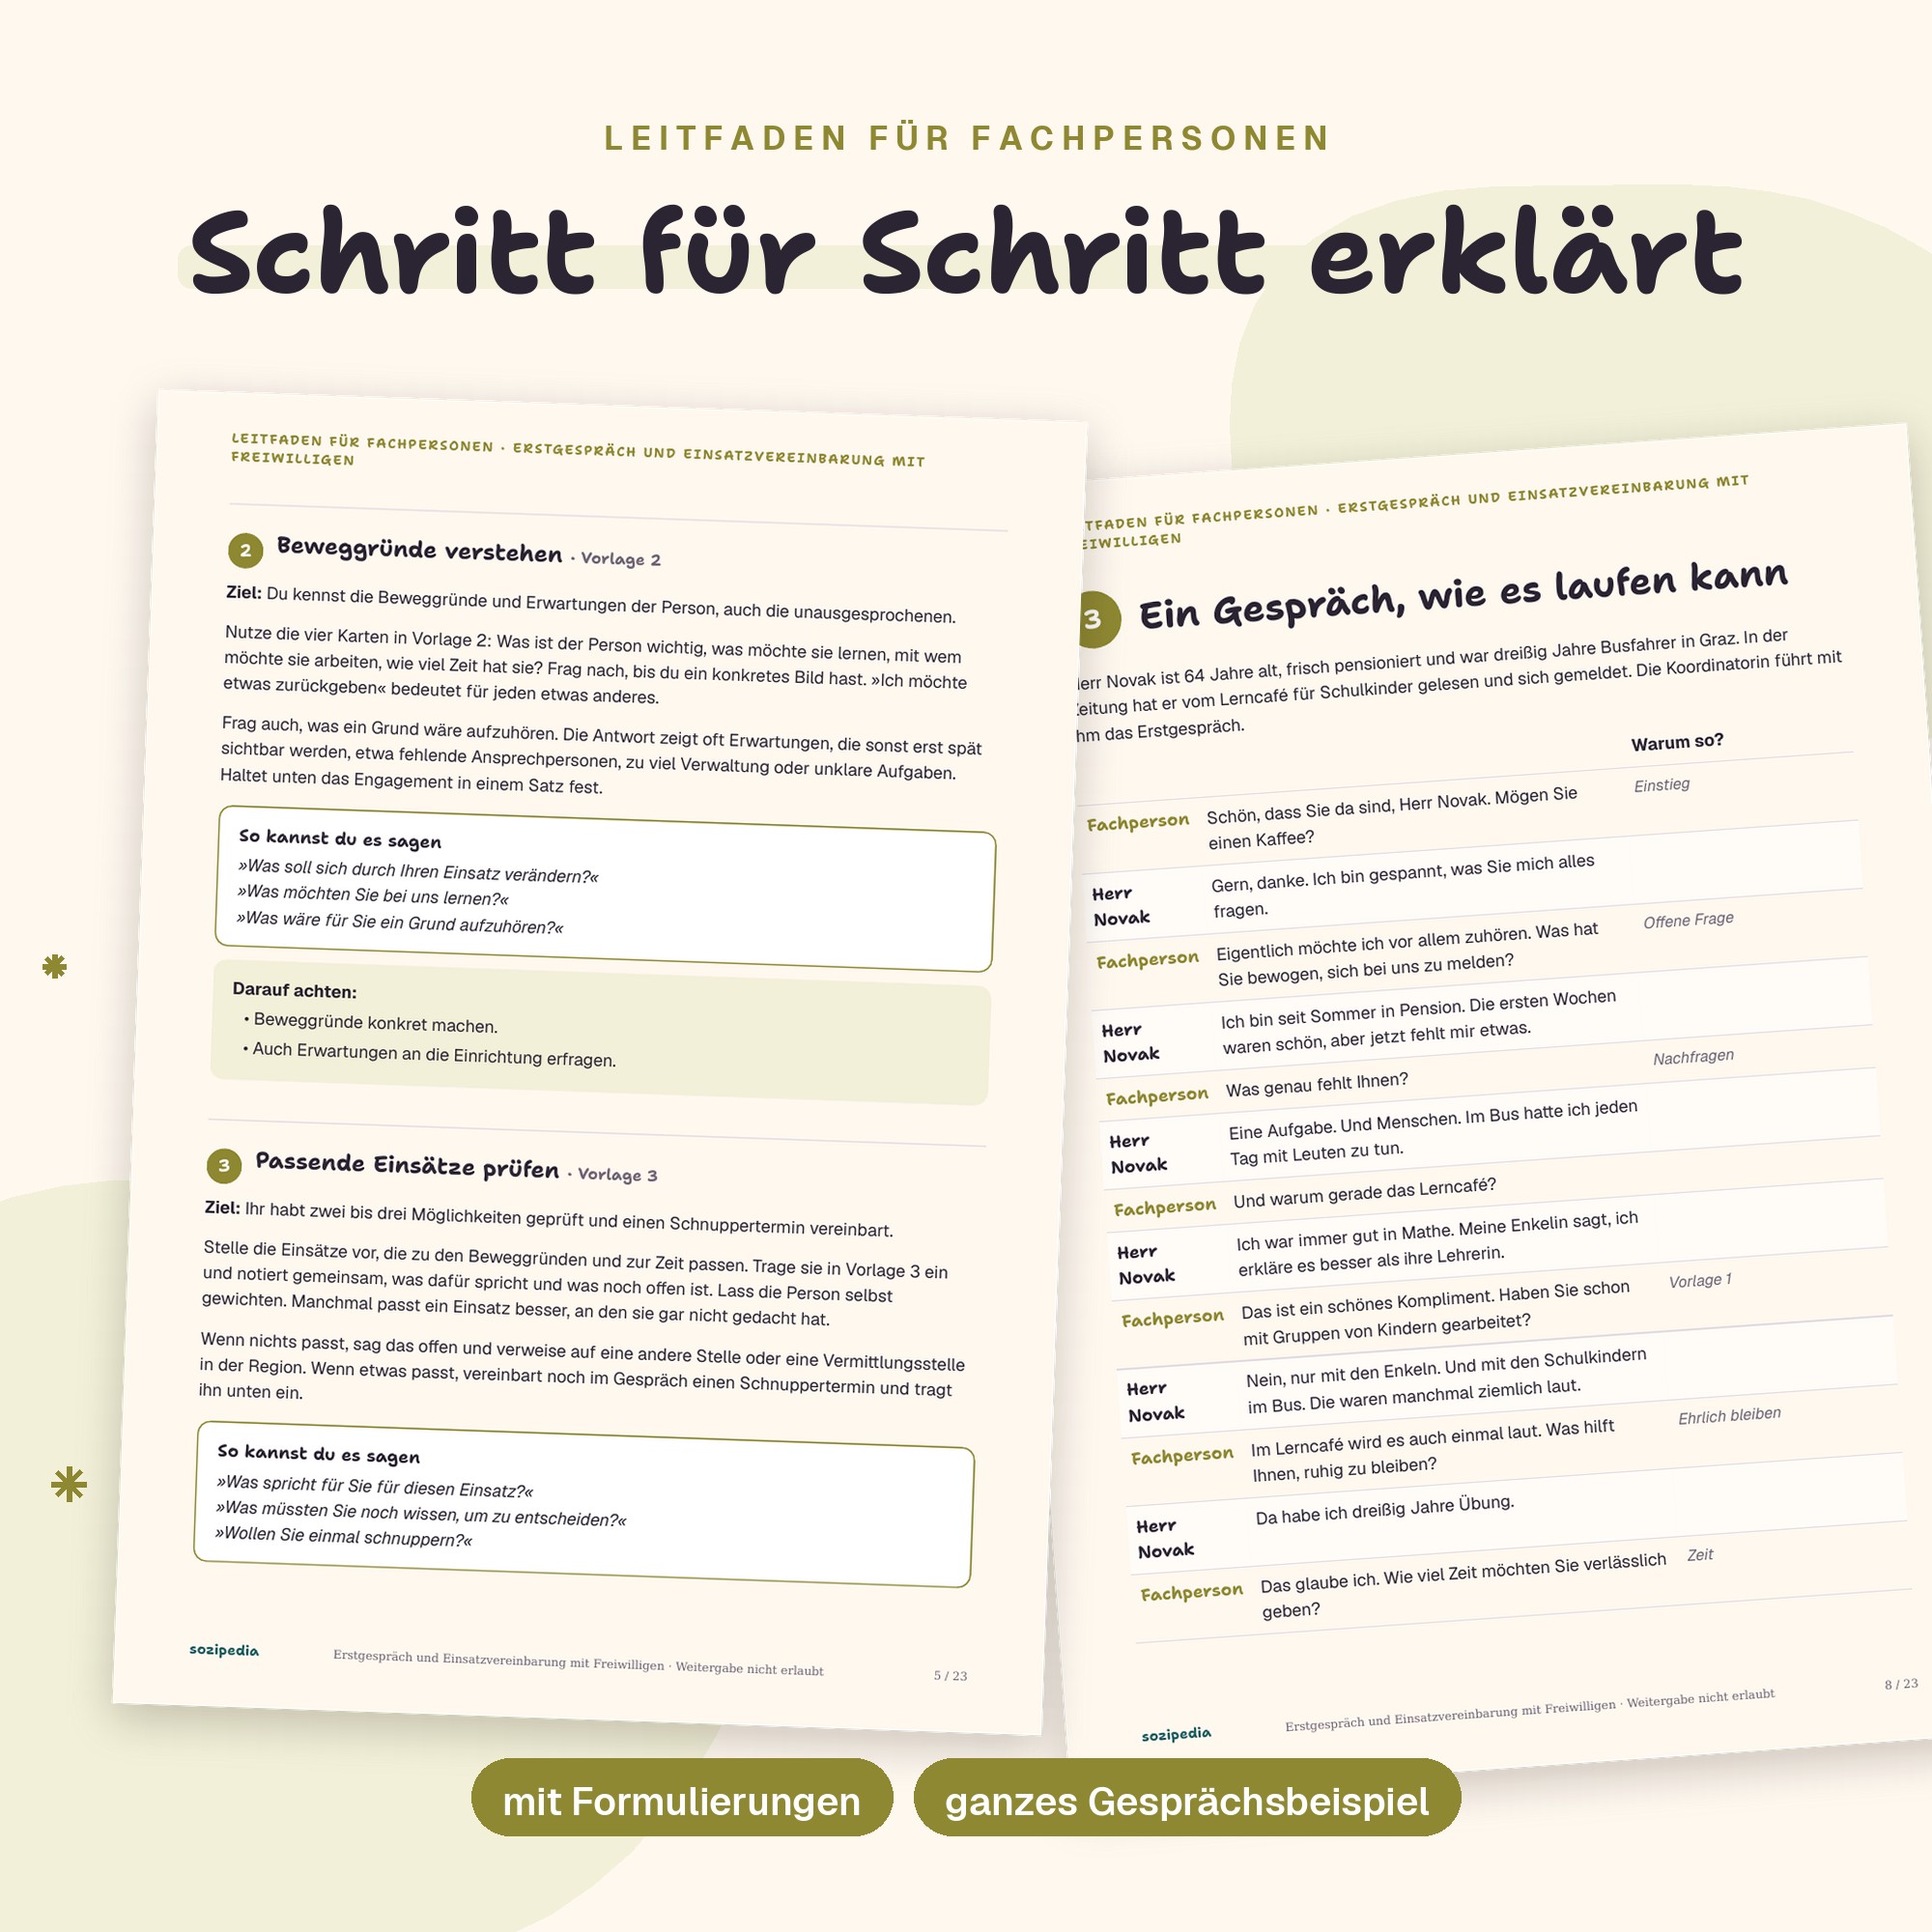 LEITFADEN FÜR FACHPERSONEN
Schritt für Schritt erklärt
LEITFADEN FÜR FACHPERSONEN · ERSTGESPRÄCH UND EINSATZVEREINBARUNG MIT
FREIWILLIGEN
2 Beweggründe verstehen · Vorlage 2
Ziel: Du kennst die Beweggründe und Erwartungen der Person, auch die unausgesprochenen.
Nutze die vier Karten in Vorlage 2: Was ist der Person wichtig, was möchte sie lernen, mit wem
möchte sie arbeiten, wie viel Zeit hat sie? Frag nach, bis du ein konkretes Bild hast. »Ich möchte
etwas zurückgeben« bedeutet für jeden etwas anderes.
Frag auch, was ein Grund wäre aufzuhören. Die Antwort zeigt oft Erwartungen, die sonst erst spät
sichtbar werden, etwa fehlende Ansprechpersonen, zu viel Verwaltung oder unklare Aufgaben.
Haltet unten das Engagement in einem Satz fest.
So kannst du es sagen
»Was soll sich durch Ihren Einsatz verändern?«
»Was möchten Sie bei uns lernen?«
»Was wäre für Sie ein Grund aufzuhören?«
Darauf achten:
• Beweggründe konkret machen.
• Auch Erwartungen an die Einrichtung erfragen.
3 Passende Einsätze prüfen · Vorlage 3
Ziel: Ihr habt zwei bis drei Möglichkeiten geprüft und einen Schnuppertermin vereinbart.
Stelle die Einsätze vor, die zu den Beweggründen und zur Zeit passen. Trage sie in Vorlage 3 ein
und notiert gemeinsam, was dafür spricht und was noch offen ist. Lass die Person selbst
gewichten. Manchmal passt ein Einsatz besser, an den sie gar nicht gedacht hat.
Wenn nichts passt, sag das offen und verweise auf eine andere Stelle oder eine Vermittlungsstelle
in der Region. Wenn etwas passt, vereinbart noch im Gespräch einen Schnuppertermin und tragt
ihn unten ein.
So kannst du es sagen
»Was spricht für Sie für diesen Einsatz?«
»Was müssten Sie noch wissen, um zu entscheiden?«
»Wollen Sie einmal schnuppern?«
sozipedia Erstgespräch und Einsatzvereinbarung mit Freiwilligen · Weitergabe nicht erlaubt 5 / 23
TFADEN FÜR FACHPERSONEN · ERSTGESPRÄCH UND EINSATZVEREINBARUNG MIT
EIWILLIGEN
3 Ein Gespräch, wie es laufen kann
err Novak ist 64 Jahre alt, frisch pensioniert und war dreißig Jahre Busfahrer in Graz. In der
eitung hat er vom Lerncafé für Schulkinder gelesen und sich gemeldet. Die Koordinatorin führt mit
hm das Erstgespräch.
Warum so?
Fachperson Schön, dass Sie da sind, Herr Novak. Mögen Sie Einstieg
einen Kaffee?
Herr Gern, danke. Ich bin gespannt, was Sie mich alles
Novak fragen.
Fachperson Eigentlich möchte ich vor allem zuhören. Was hat Offene Frage
Sie bewogen, sich bei uns zu melden?
Herr Ich bin seit Sommer in Pension. Die ersten Wochen
Novak waren schön, aber jetzt fehlt mir etwas.
Fachperson Was genau fehlt Ihnen? Nachfragen
Herr Eine Aufgabe. Und Menschen. Im Bus hatte ich jeden
Novak Tag mit Leuten zu tun.
Fachperson Und warum gerade das Lerncafé?
Herr Ich war immer gut in Mathe. Meine Enkelin sagt, ich
Novak erkläre es besser als ihre Lehrerin.
Fachperson Das ist ein schönes Kompliment. Haben Sie schon Vorlage 1
mit Gruppen von Kindern gearbeitet?
Herr Nein, nur mit den Enkeln. Und mit den Schulkindern
Novak im Bus. Die waren manchmal ziemlich laut.
Fachperson Im Lerncafé wird es auch einmal laut. Was hilft Ehrlich bleiben
Ihnen, ruhig zu bleiben?
Herr Da habe ich dreißig Jahre Übung.
Novak
Fachperson Das glaube ich. Wie viel Zeit möchten Sie verlässlich Zeit
geben?
sozipedia Erstgespräch und Einsatzvereinbarung mit Freiwilligen · Weitergabe nicht erlaubt 8 / 23
mit Formulierungen
ganzes Gesprächsbeispiel